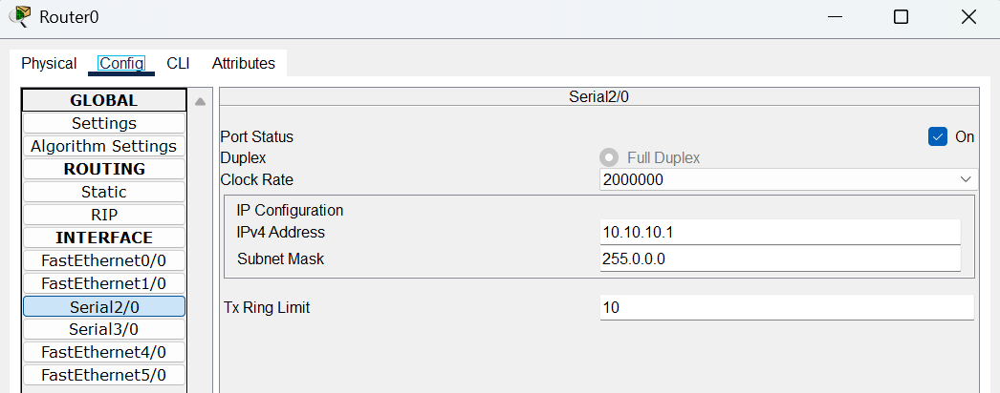 Router0
Physical Config CLI Attributes
GLOBAL
Settings
Algorithm Settings
ROUTING
Static
RIP
INTERFACE
FastEthernet0/0
FastEthernet1/0
Serial2/0
Serial3/0
FastEthernet4/0
FastEthernet5/0
Serial2/0
Port Status On
Duplex Full Duplex
Clock Rate 2000000
IP Configuration
IPv4 Address 10.10.10.1
Subnet Mask 255.0.0.0
Tx Ring Limit 10